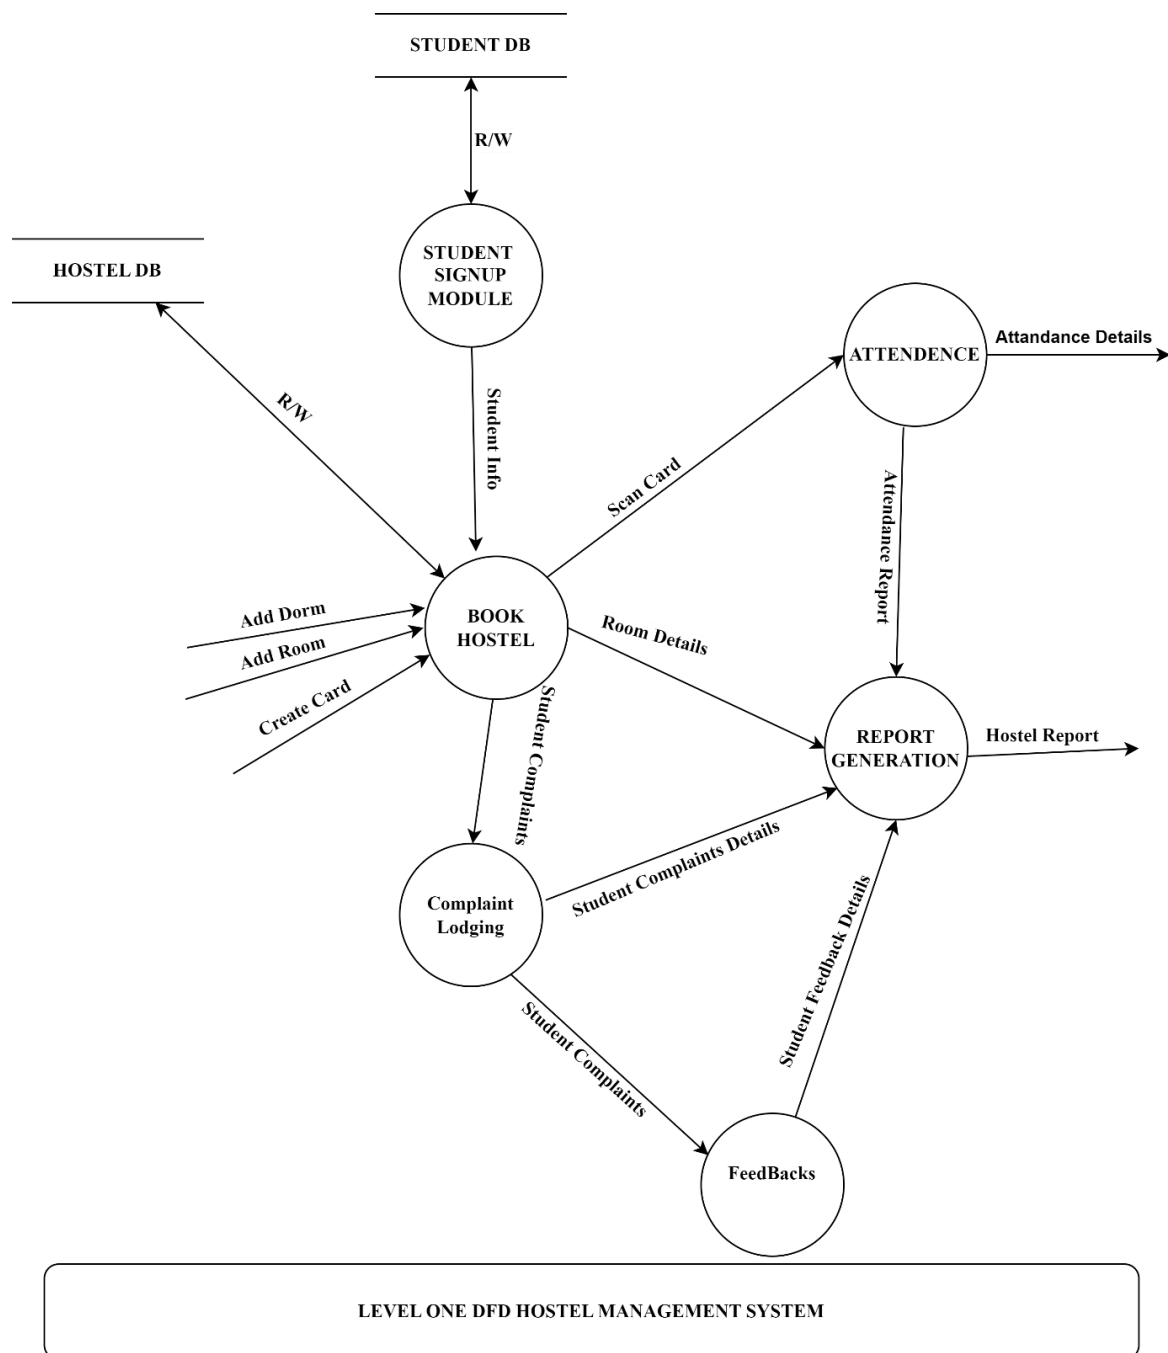 STUDENT DB
R/W
STUDENT
SIGNUP
MODULE
HOSTEL DB
R/W
Student Info
ATTENDENCE
Attandance Details
Scan Card
Attendance Report
Add Dorm
Add Room
Create Card
BOOK
HOSTEL
Room Details
Student Complaints
REPORT
GENERATION
Hostel Report
Complaint
Lodging
Student Complaints Details
Student Complaints
Student Feedback Details
FeedBacks
LEVEL ONE DFD HOSTEL MANAGEMENT SYSTEM